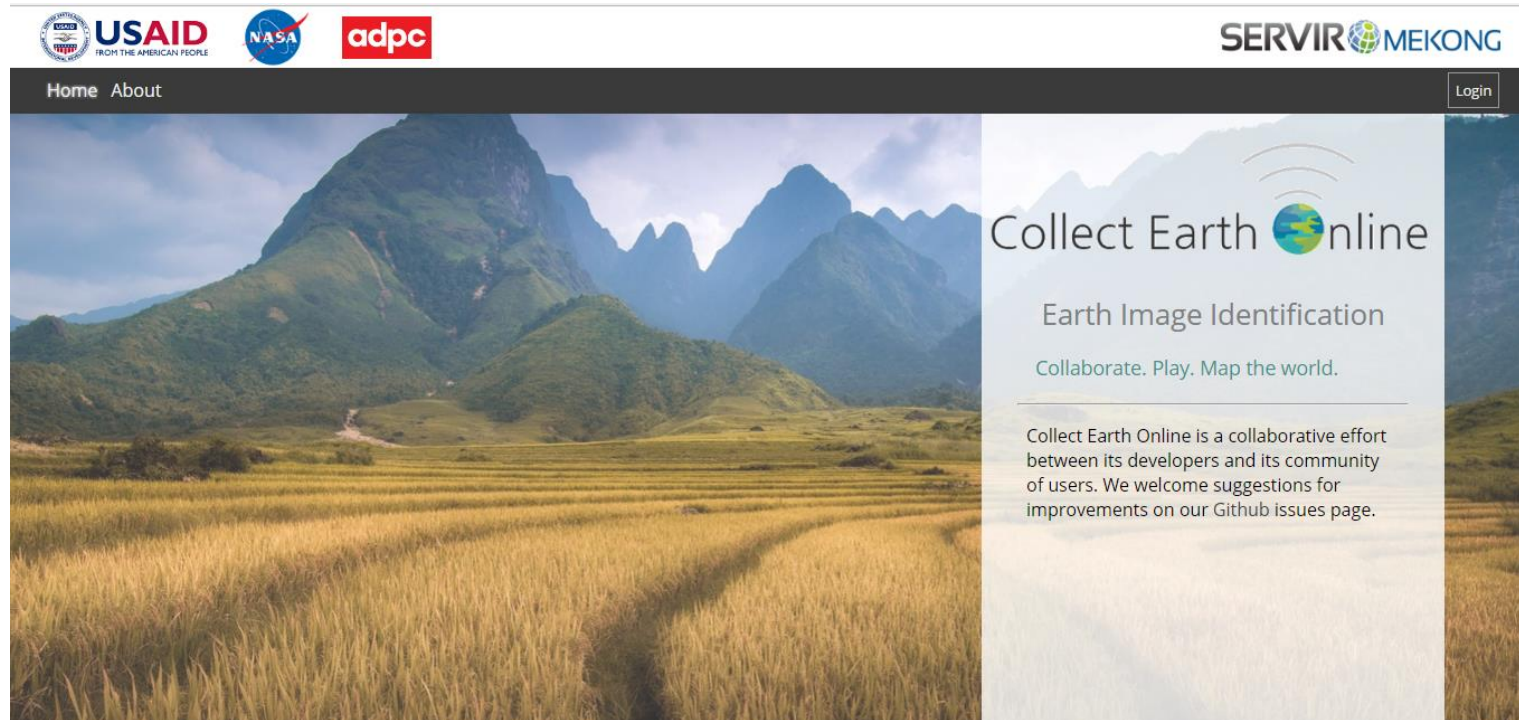 USAID
USAID
FROM THE AMERICAN PEOPLE
NASA
adpc
SERVIR MEKONG
Home About
Login
Collect Earth Online
Earth Image Identification
Collaborate. Play. Map the world.
Collect Earth Online is a collaborative effort
between its developers and its community
of users. We welcome suggestions for
improvements on our Github issues page.